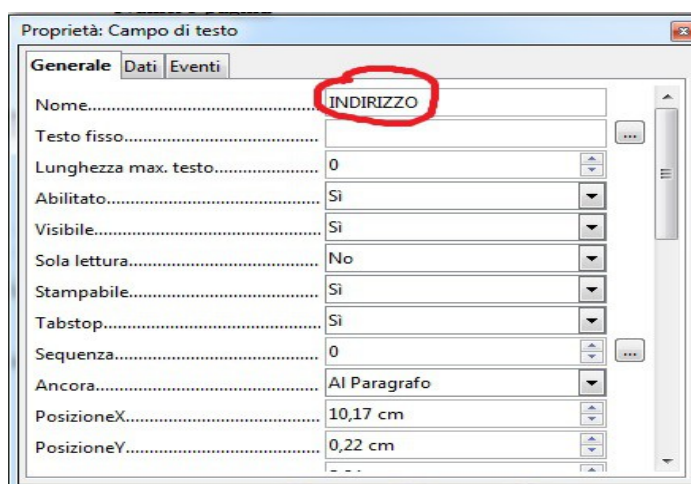 Proprietà: Campo di testo
Generale Dati Eventi
Nome........ INDIRIZZO
Testo fisso........ ...
Lunghezza max. testo........ 0
Abilitato........ Sì
Visibile........ Sì
Sola lettura........ No
Stampabile........ Sì
Tabstop........ Sì
Sequenza........ 0 ...
Ancora........ Al Paragrafo
PosizioneX........ 10,17 cm
PosizioneY........ 0,22 cm